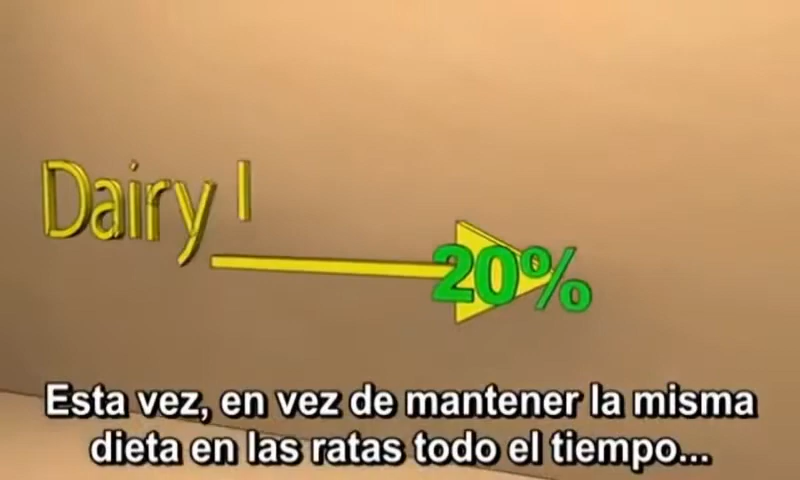 Dairy I
20%
Esta vez, en vez de mantener la misma
dieta en las ratas todo el tiempo...